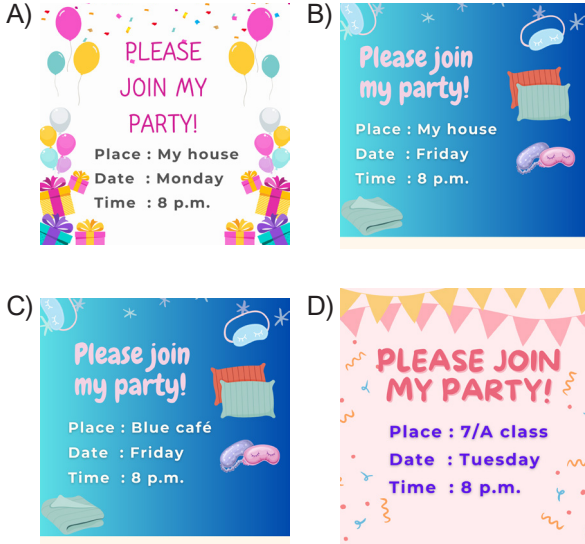 A)
PLEASE
JOIN MY
PARTY!
Place : My house
Date : Monday
Time : 8 p.m.
B)
Please join
my party!
Place : My house
Date : Friday
Time : 8 p.m.
C)
Please join
my party!
Place : Blue café
Date : Friday
Time : 8 p.m.
D)
PLEASE JOIN
MY PARTY!
Place : 7/A class
Date : Tuesday
Time : 8 p.m.